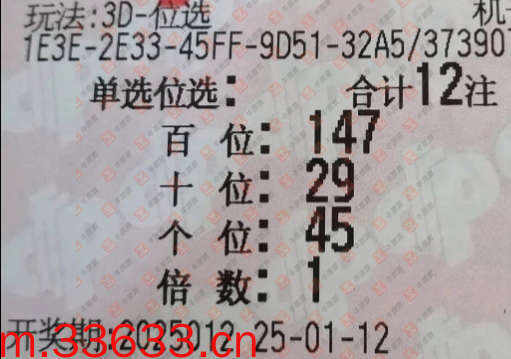 玩法:3D-位选
1E3E-2E33-45FF-9D51-32A5/37390
单选位选: 合计12注
百 位: 147
十 位: 29
个 位: 45
倍 数: 1
开奖期:2025012 25-01-12
m.33633.cn